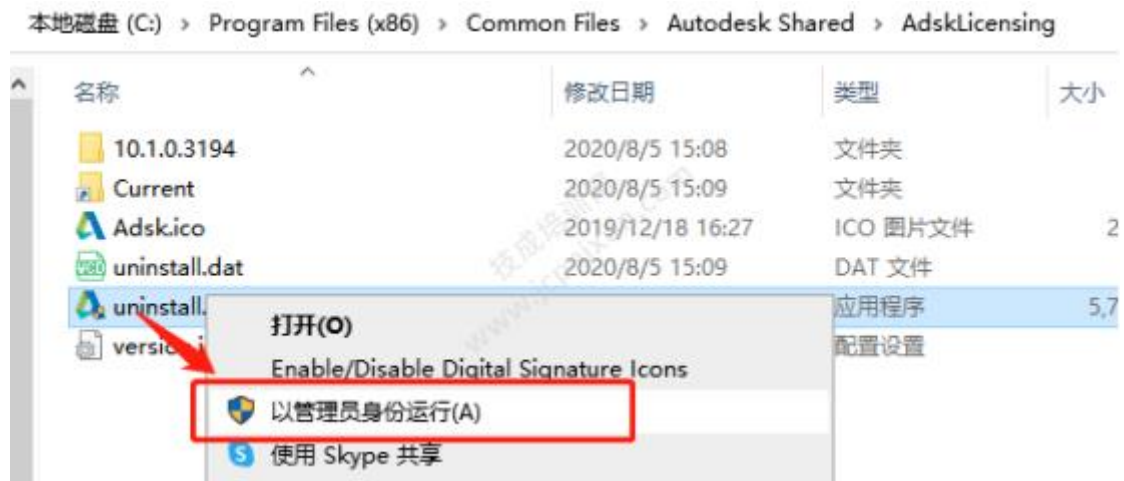 本地磁盘 (C:) › Program Files (x86) › Common Files › Autodesk Shared › AdskLicensing
名称 修改日期 类型 大小
10.1.0.3194 2020/8/5 15:08 文件夹
Current 2020/8/5 15:09 文件夹
Adsk.ico 2019/12/18 16:27 ICO 图片文件 2
uninstall.dat 2020/8/5 15:09 DAT 文件
uninstall. 应用程序 5,7
配置设置
打开(O)
Enable/Disable Digital Signature Icons
以管理员身份运行(A)
使用 Skype 共享